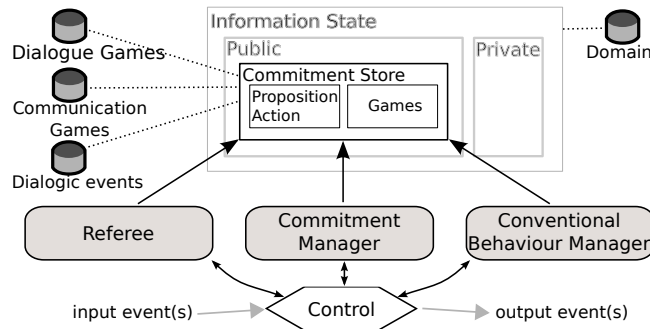 Information State
Dialogue Games
Public
Private
Domain
Commitment Store
Proposition
Action
Games
Communication
Games
Dialogic events
Referee
Commitment
Manager
Conventional
Behaviour Manager
input event(s)
Control
output event(s)